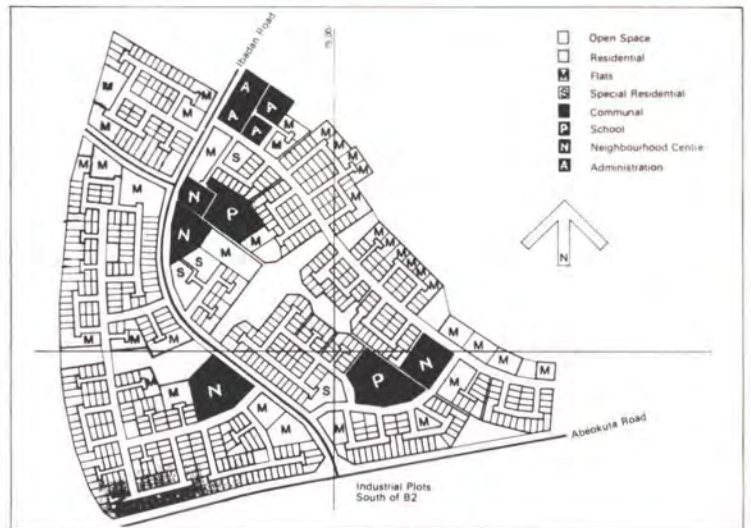 Ibadan Road
Open Space
Residential
M Flats
S Special Residential
Communal
P School
N Neighbourhood Centre
A Administration
N
A
A
A
A
M
M
M
M
M
M
S
N
P
N
M
M
S
S
M
M
M
M
M
M
M
M
M
M
M
M
N
P
N
S
M
M
M
M
M
Abeokuta Road
Industrial Plots
South of B2